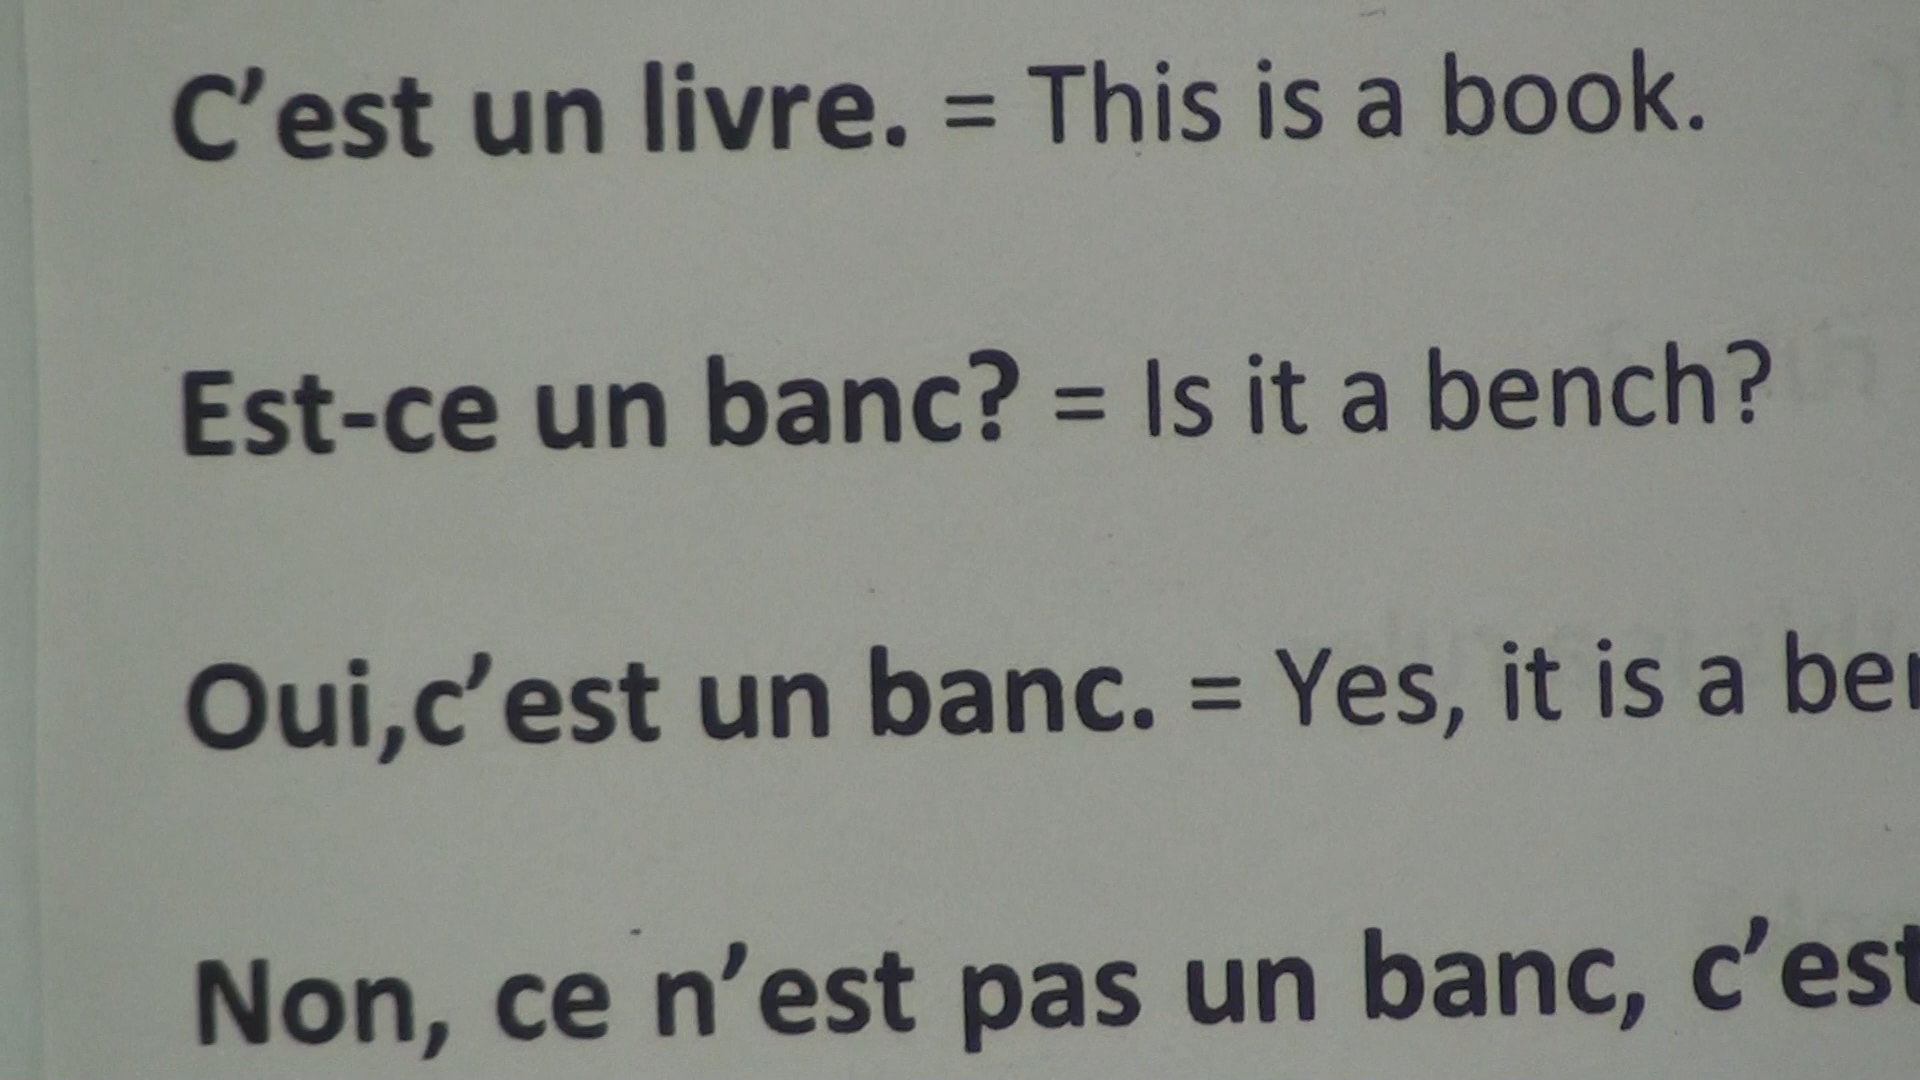 C'est un livre. = This is a book.
Est-ce un banc? = Is it a bench?
Oui,c'est un banc. = Yes, it is a
Non, ce n'est pas un banc, c'est